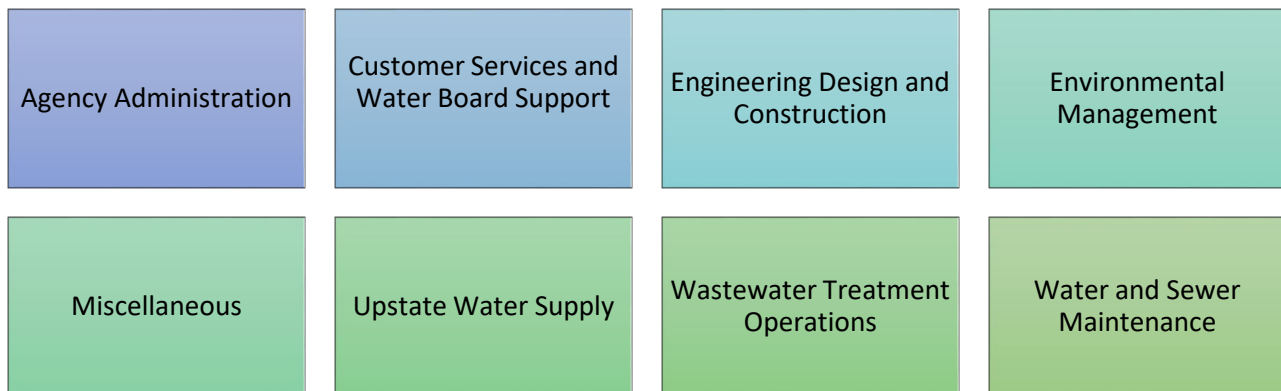 Agency Administration
Customer Services and
Water Board Support
Engineering Design and
Construction
Environmental
Management
Miscellaneous
Upstate Water Supply
Wastewater Treatment
Operations
Water and Sewer
Maintenance